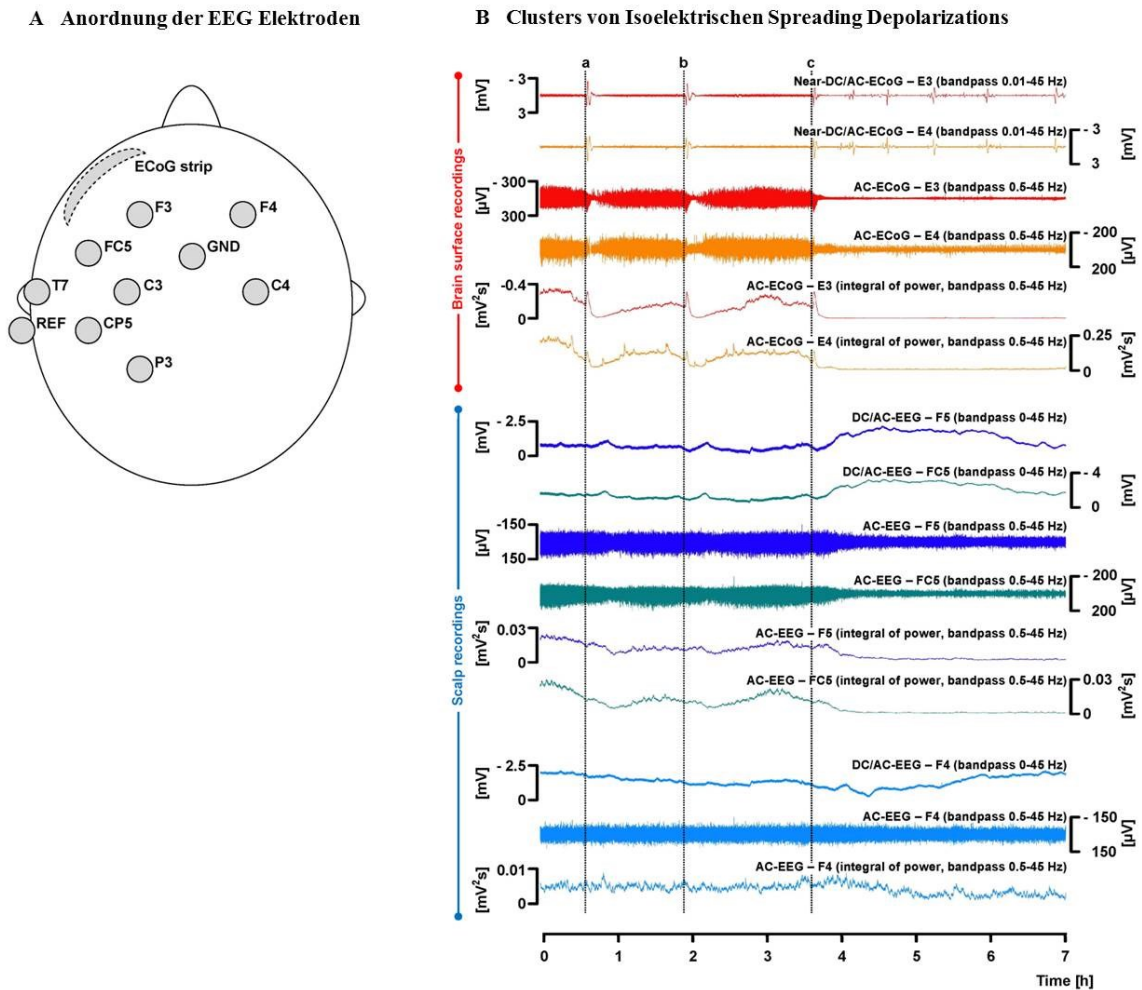 A Anordnung der EEG Elektroden
ECoG strip
F3
F4
FC5
GND
T7
C3
C4
REF
CP5
P3
B Clusters von Isoelektrischen Spreading Depolarizations
a
b
c
Brain surface recordings
[mV]
- 3
3
Near-DC/AC-ECoG – E3 (bandpass 0.01-45 Hz)
Near-DC/AC-ECoG – E4 (bandpass 0.01-45 Hz)
- 3
3
[mV]
[µV]
- 300
300
AC-ECoG – E3 (bandpass 0.5-45 Hz)
AC-ECoG – E4 (bandpass 0.5-45 Hz)
- 200
200
[µV]
[mV²s]
-0.4
0
AC-ECoG – E3 (integral of power, bandpass 0.5-45 Hz)
AC-ECoG – E4 (integral of power, bandpass 0.5-45 Hz)
0.25
0
[mV²s]
Scalp recordings
[mV]
- 2.5
0
DC/AC-EEG – F5 (bandpass 0-45 Hz)
DC/AC-EEG – FC5 (bandpass 0-45 Hz)
- 4
0
[mV]
[µV]
-150
150
AC-EEG – F5 (bandpass 0.5-45 Hz)
AC-EEG – FC5 (bandpass 0.5-45 Hz)
- 200
200
[µV]
[mV²s]
0.03
0
AC-EEG – F5 (integral of power, bandpass 0.5-45 Hz)
AC-EEG – FC5 (integral of power, bandpass 0.5-45 Hz)
0.03
0
[mV²s]
[mV]
- 2.5
0
DC/AC-EEG – F4 (bandpass 0-45 Hz)
AC-EEG – F4 (bandpass 0.5-45 Hz)
- 150
150
[µV]
[mV²s]
0.01
0
AC-EEG – F4 (integral of power, bandpass 0.5-45 Hz)
0 1 2 3 4 5 6 7
Time [h]